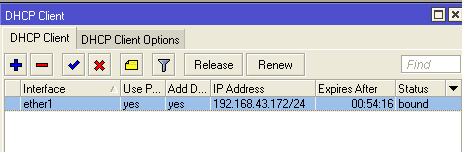 DHCP Client
DHCP Client DHCP Client Options
Release Renew Find
Interface Use P... Add D... IP Address Expires After Status
ether1 yes yes 192.168.43.172/24 00:54:16 bound